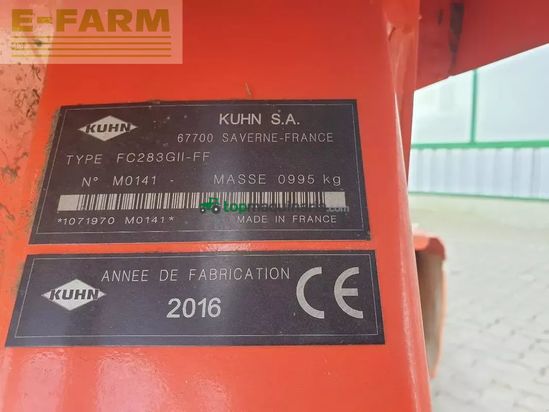 E-FARM
KUHN
KUHN S.A.
67700 SAVERNE-FRANCE
TYPE FC283GII-FF
N° M0141 - MASSE 0995 kg
*1071970 M0141*
MADE IN FRANCE
KUHN
ANNEE DE FABRICATION
2016
CE